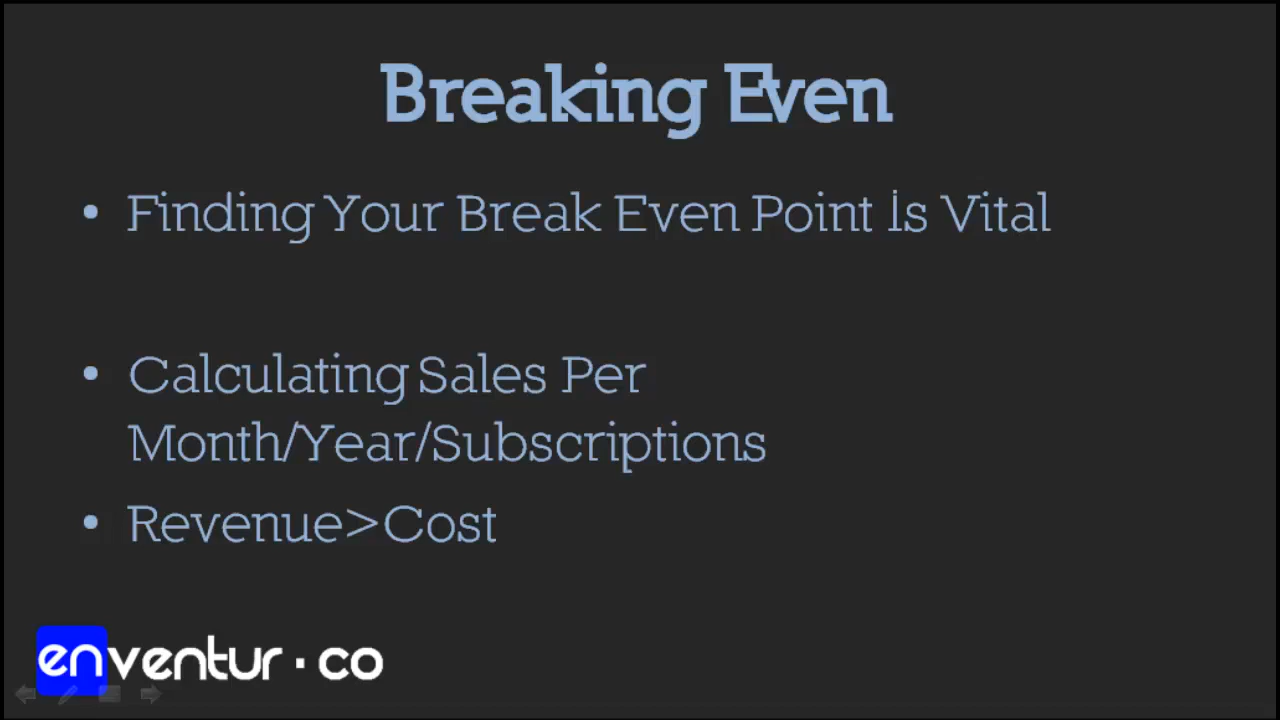 Breaking Even
• Finding Your Break Even Point Is Vital
• Calculating Sales Per
Month/Year/Subscriptions
• Revenue>Cost
enventur.co